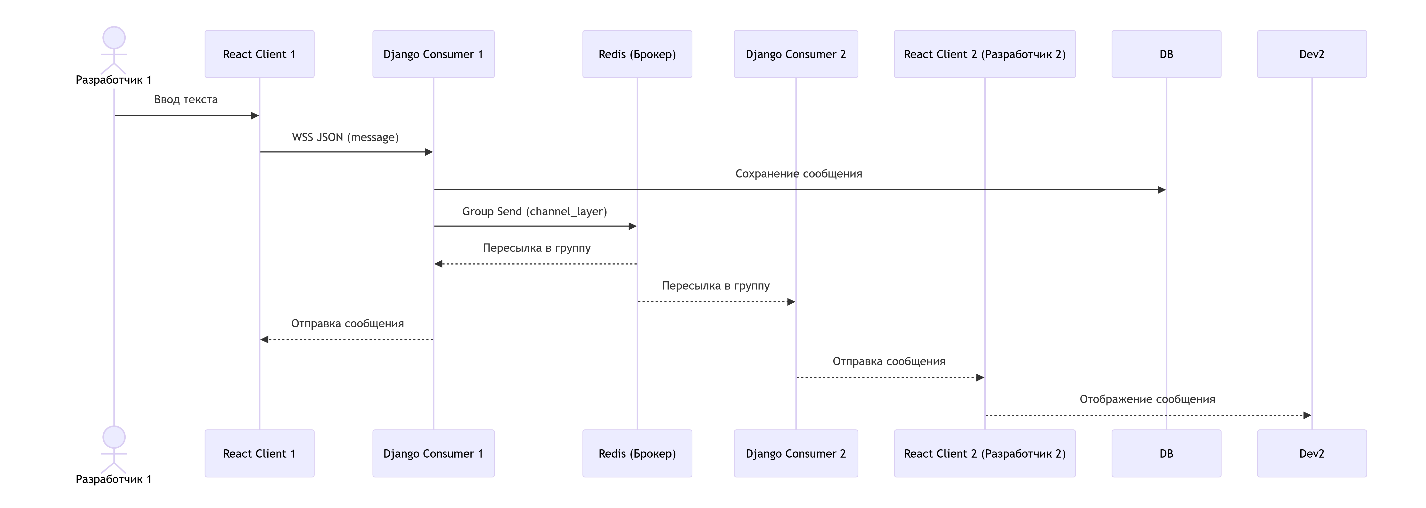 Разработчик 1
React Client 1
Django Consumer 1
Redis (Брокер)
Django Consumer 2
React Client 2 (Разработчик 2)
DB
Dev2
Ввод текста
WSS JSON (message)
Сохранение сообщения
Group Send (channel_layer)
Пересылка в группу
Пересылка в группу
Отправка сообщения
Отправка сообщения
Отображение сообщения
Разработчик 1
React Client 1
Django Consumer 1
Redis (Брокер)
Django Consumer 2
React Client 2 (Разработчик 2)
DB
Dev2